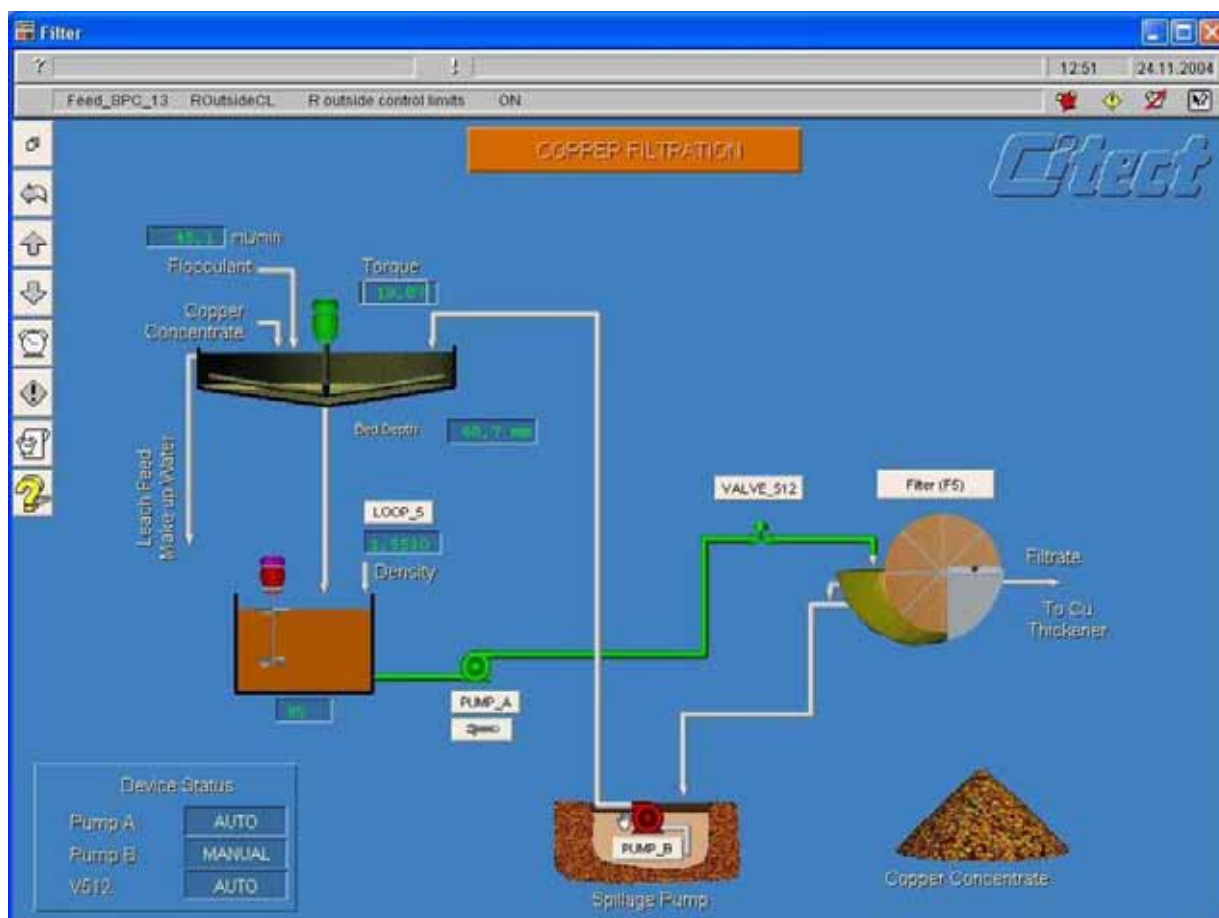 Filter
?
!
12:51 24.11.2004
Feed_SPC_13 ROutsideCL R outside control limits ON
COPPER FILTRATION
Citect
mL/min
Flocculant
Torque
Copper
Concentrate
Bed Depth
Leach Feed
Make up Water
LOOP_5
Density
VALVE_512
Filter (F5)
Filtrate
To Cu
Thickener
PUMP_A
Device Status
Pump A AUTO
Pump B MANUAL
V512 AUTO
PUMP_B
Spillage Pump
Copper Concentrate